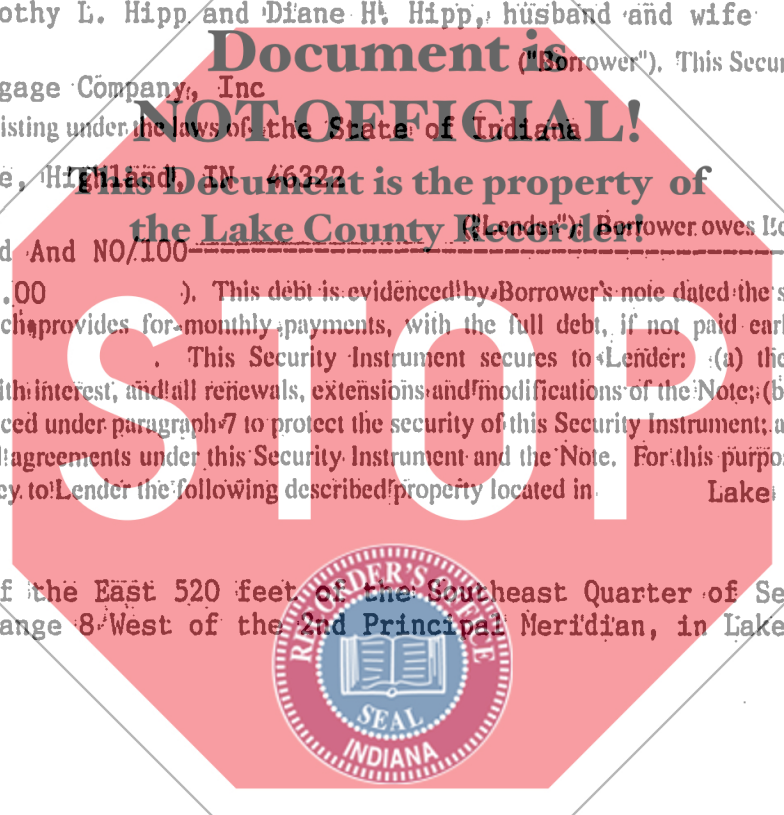 othy L. Hipp and Diane H. Hipp, husband and wife
Document is
("Borrower"). This Secur
gage Company, Inc
NOT OFFICIAL!
isting under the laws of the State of Indiana
This Document is the property of
e, Highland, IN 46322
the Lake County Recorder!
("Lender"). Borrower owes
d And NO/100
.00 ). This debt is evidenced by Borrower's note dated the s
ch provides for monthly payments, with the full debt, if not paid earl
. This Security Instrument secures to Lender: (a) the
ith interest, and all renewals, extensions and modifications of the Note; (b
ced under paragraph 7 to protect the security of this Security Instrument; a
agreements under this Security Instrument and the Note. For this purpo
ey to Lender the following described property located in Lake
STOP
f the East 520 feet of the Southeast Quarter of Se
ange 8 West of the 2nd Principal Meridian, in Lake
RECORDER'S OFFICE
SEAL
INDIANA